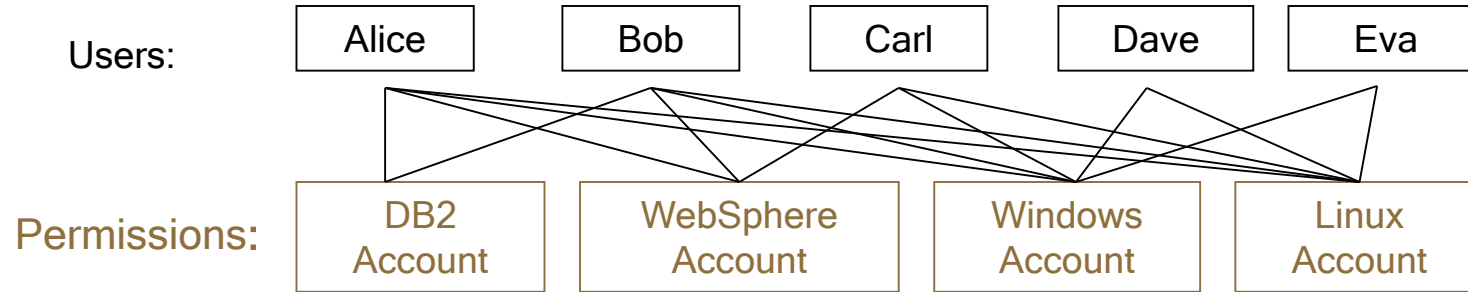 Users:
Alice
Bob
Carl
Dave
Eva
Permissions:
DB2
Account
WebSphere
Account
Windows
Account
Linux
Account